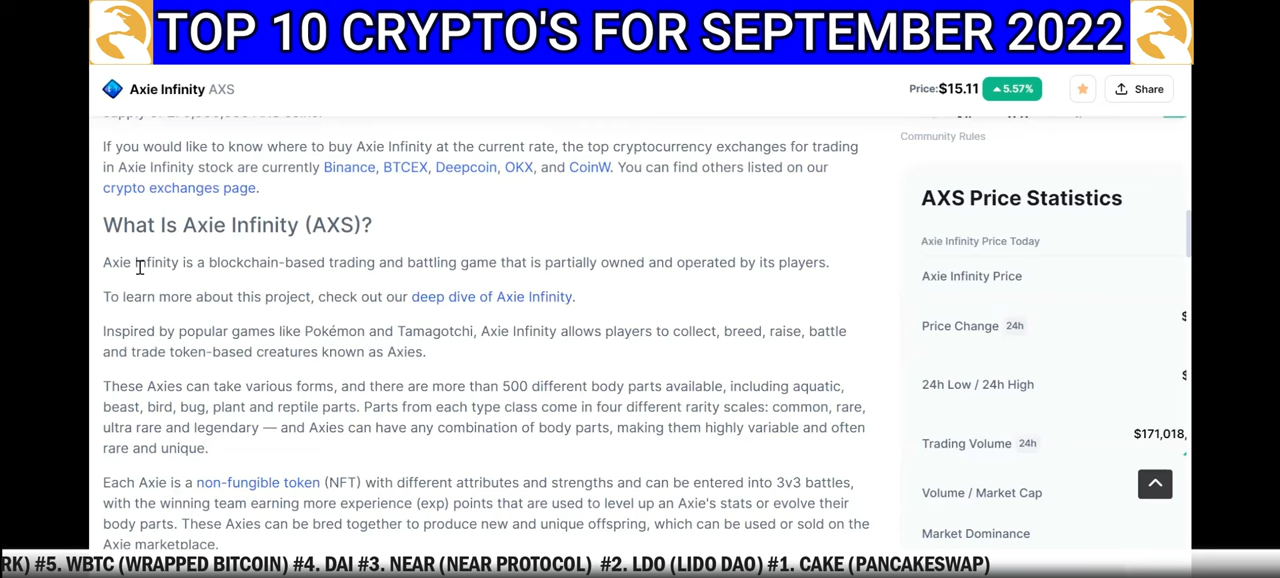 TOP 10 CRYPTO'S FOR SEPTEMBER 2022
Axie Infinity AXS
Price:$15.11
5.57%
Share
If you would like to know where to buy Axie Infinity at the current rate, the top cryptocurrency exchanges for trading
in Axie Infinity stock are currently Binance, BTCEX, Deepcoin, OKX, and CoinW. You can find others listed on our
crypto exchanges page.
What Is Axie Infinity (AXS)?
Axie Infinity is a blockchain-based trading and battling game that is partially owned and operated by its players.
To learn more about this project, check out our deep dive of Axie Infinity.
Inspired by popular games like Pokémon and Tamagotchi, Axie Infinity allows players to collect, breed, raise, battle
and trade token-based creatures known as Axies.
These Axies can take various forms, and there are more than 500 different body parts available, including aquatic,
beast, bird, bug, plant and reptile parts. Parts from each type class come in four different rarity scales: common, rare,
ultra rare and legendary — and Axies can have any combination of body parts, making them highly variable and often
rare and unique.
Each Axie is a non-fungible token (NFT) with different attributes and strengths and can be entered into 3v3 battles,
with the winning team earning more experience (exp) points that are used to level up an Axie's stats or evolve their
body parts. These Axies can be bred together to produce new and unique offspring, which can be used or sold on the
Axie marketplace.
Community Rules
AXS Price Statistics
Axie Infinity Price Today
Axie Infinity Price
Price Change 24h
$
24h Low / 24h High
$
Trading Volume 24h
$171,018,
Volume / Market Cap
Market Dominance
RK) #5. WBTC (WRAPPED BITCOIN) #4. DAI #3. NEAR (NEAR PROTOCOL) #2. LDO (LIDO DAO) #1. CAKE (PANCAKESWAP)